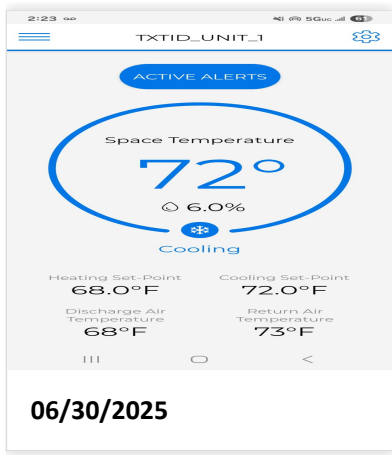 2:23 5Guc 61
TXTID_UNIT_1
ACTIVE ALERTS
Space Temperature
72°
6.0%
Cooling
Heating Set-Point Cooling Set-Point
68.0°F 72.0°F
Discharge Air Return Air
Temperature Temperature
68°F 73°F
06/30/2025